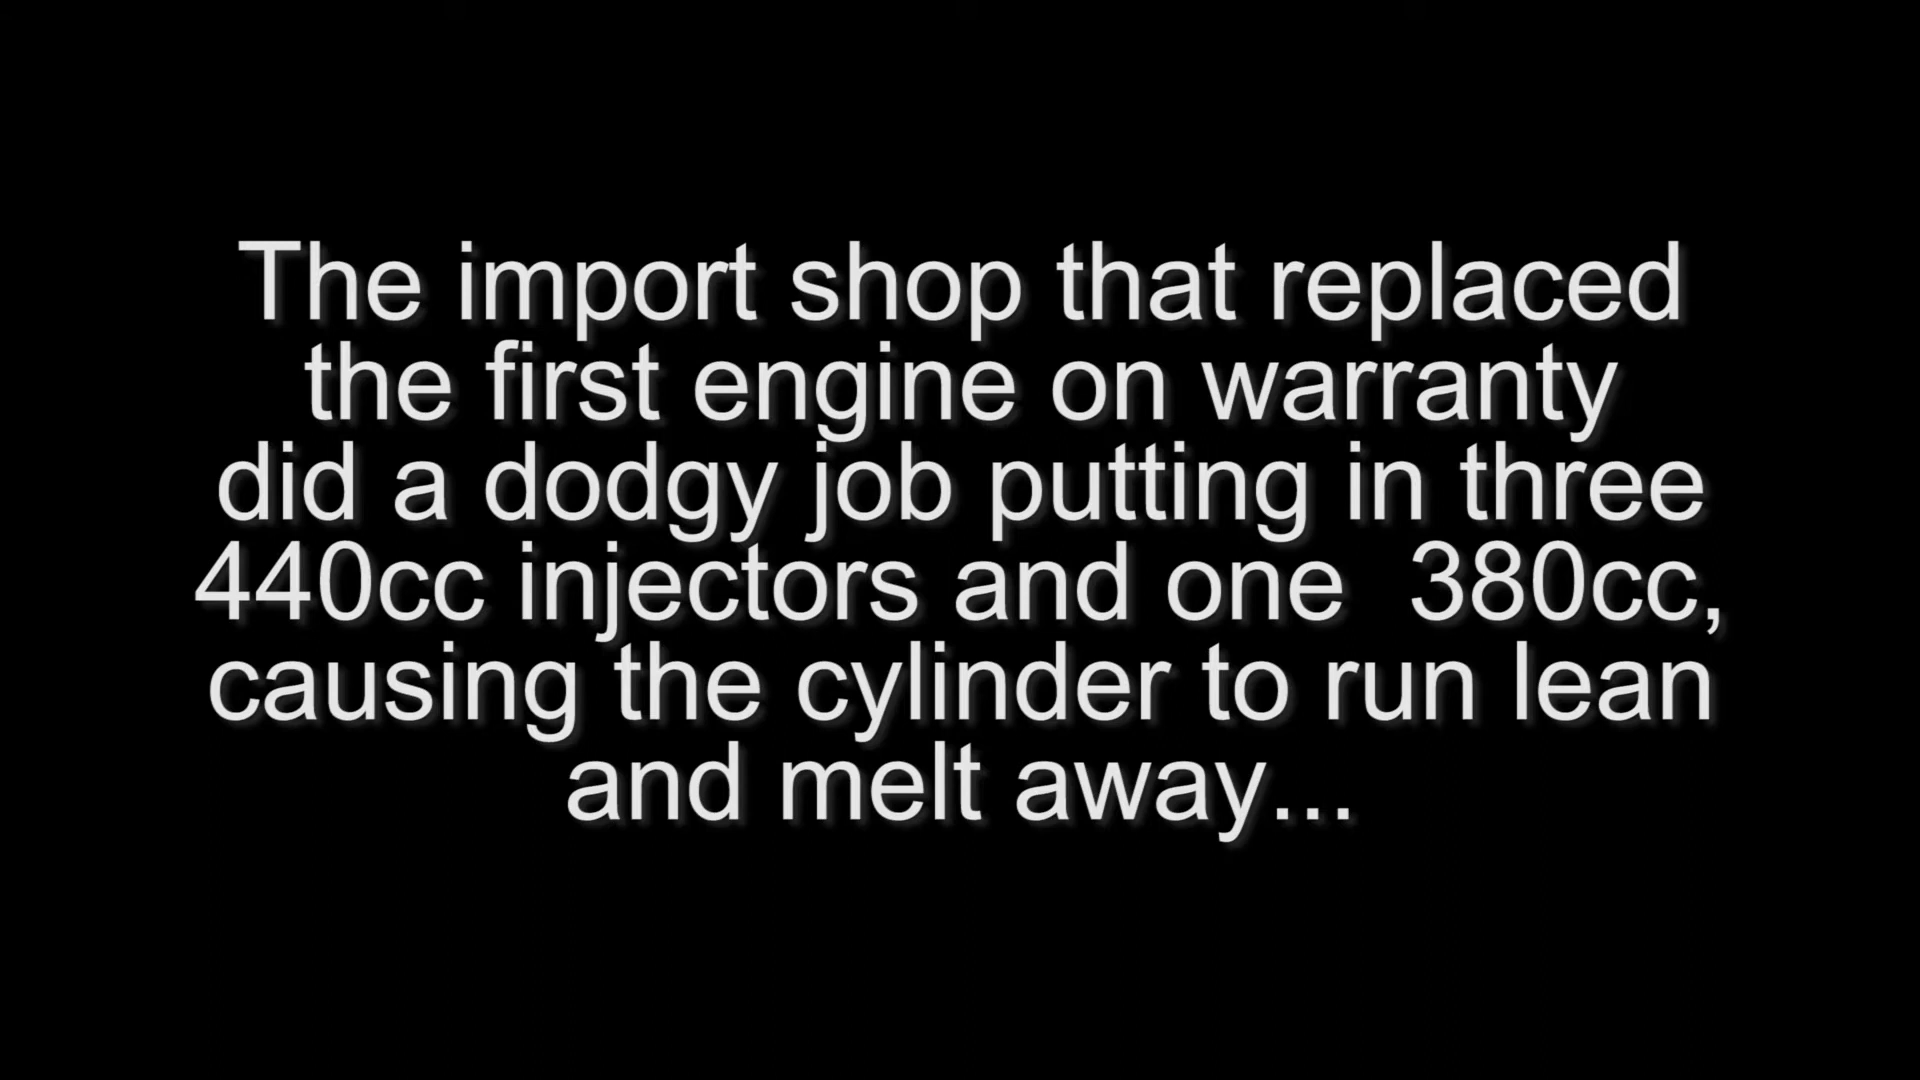 The import shop that replaced
the first engine on warranty
did a dodgy job putting in three
440cc injectors and one  380cc,
causing the cylinder to run lean
and melt away...